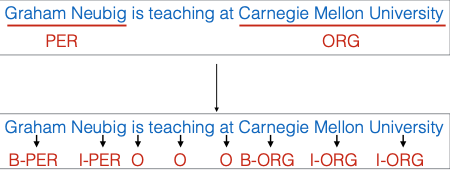 Graham Neubig is teaching at Carnegie Mellon University
PER ORG
Graham Neubig is teaching at Carnegie Mellon University
B-PER I-PER O O O B-ORG I-ORG I-ORG